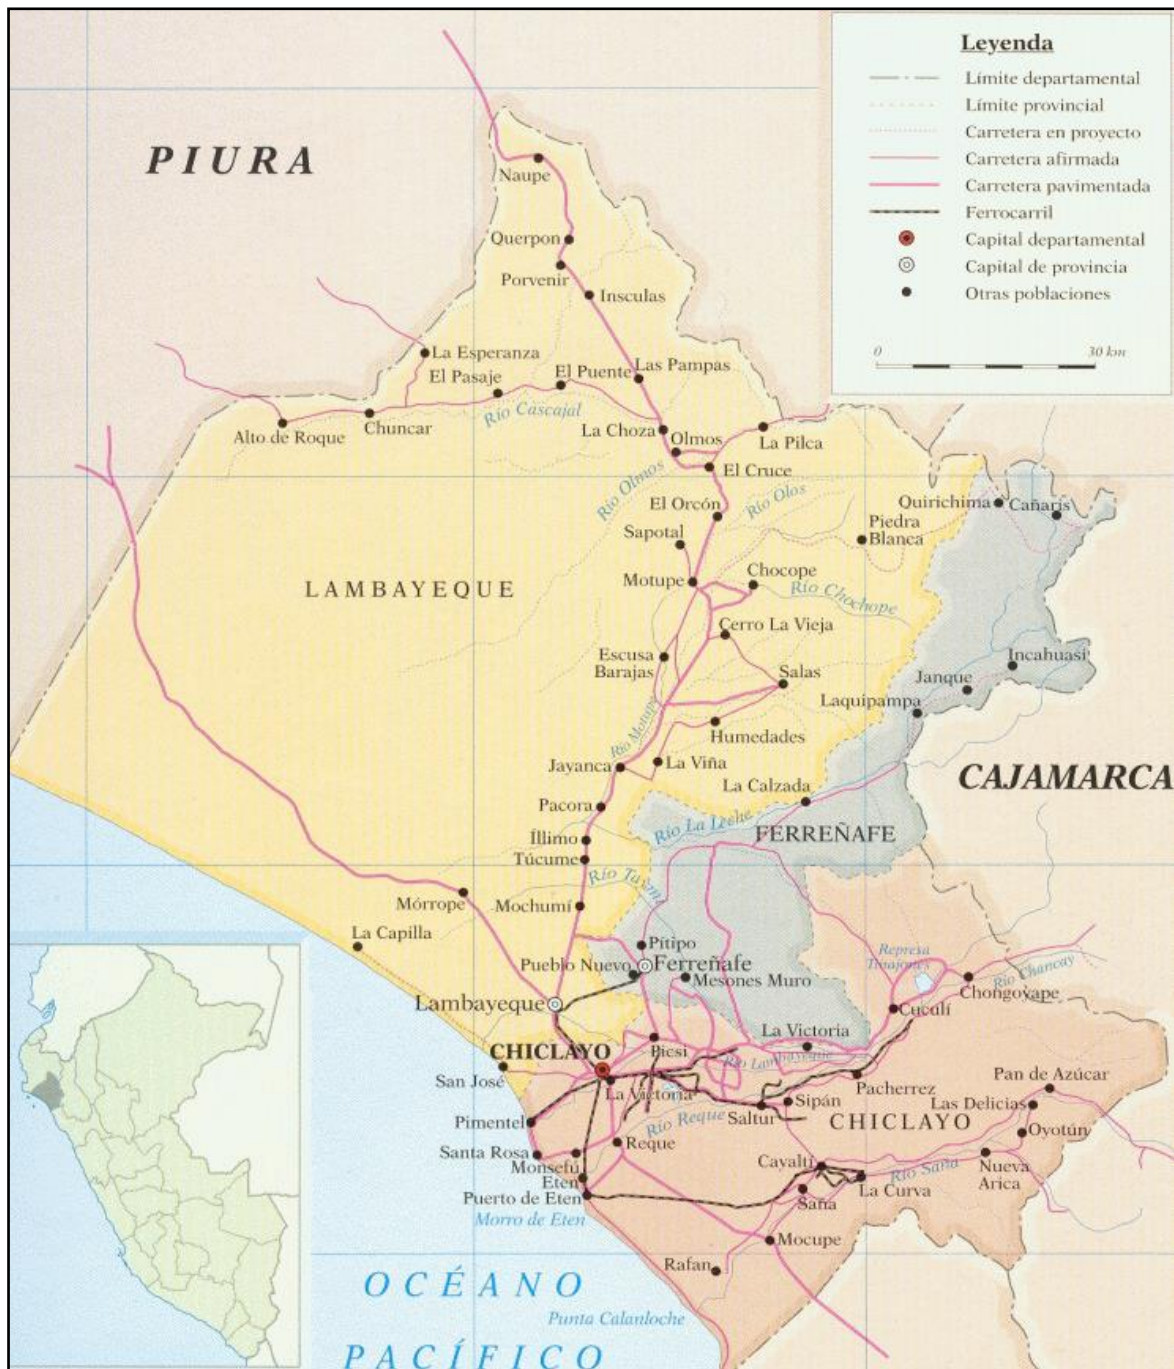 Leyenda
Límite departamental
Límite provincial
Carretera en proyecto
Carretera afirmada
Carretera pavimentada
Ferrocarril
Capital departamental
Capital de provincia
Otras poblaciones
0 30 km
PIURA
Naupe
Querpon
Porvenir
Insculas
La Esperanza
El Pasaje
El Puente
Las Pampas
Río Cascajal
Alto de Roque
Chuncar
La Choza
Olmos
La Pilca
El Cruce
Río Olmos
Río Olos
El Orcón
Quirichima
Cañaris
Sapotal
Piedra
Blanca
Motupe
Chocope
Río Chochope
LAMBAYEQUE
Cerro La Vieja
Escusa
Barajas
Salas
Incahuasi
Janque
Laquipampa
Río Motupe
Humedades
Jayanca
La Viña
La Calzada
CAJAMARCA
Pacora
Río La Leche
FERREÑAFE
Íllimo
Túcume
Río Taymi
Mórrope
Mochumí
La Capilla
Pítipo
Pueblo Nuevo
Ferreñafe
Mesones Muro
Represa
Tinajones
Río Chancay
Chongoyape
Lambayeque
Cuculí
La Victoria
CHICLAYO
Picsi
Río Lambayeque
San José
La Victoria
Pacherrez
Pan de Azúcar
Sipán
Las Delicias
Saltur
CHICLAYO
Pimentel
Río Reque
Oyotún
Reque
Santa Rosa
Monsefú
Cayaltí
Río Saña
Nueva
Arica
Eten
La Curva
Puerto de Eten
Saña
Morro de Eten
Mocupe
Rafan
OCÉANO
PACÍFICO
Punta Calanloche